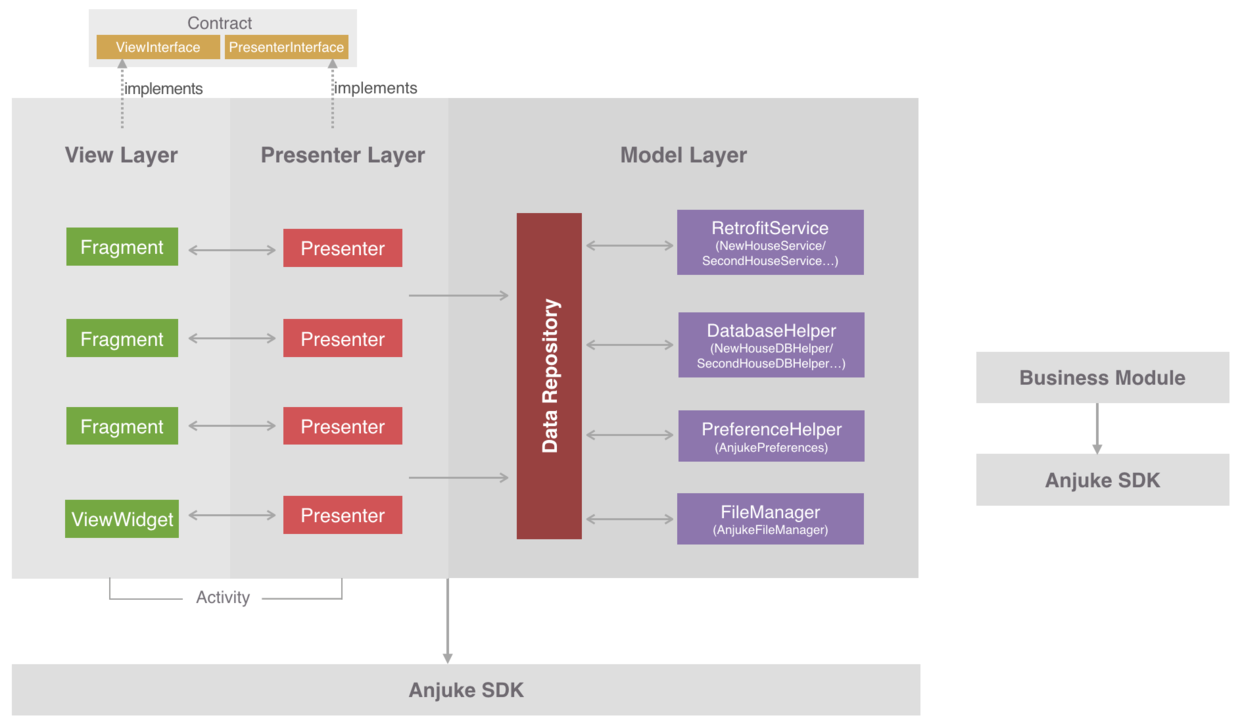 Contract
ViewInterface
PresenterInterface
implements
implements
View Layer
Presenter Layer
Model Layer
Fragment
Presenter
Fragment
Presenter
Fragment
Presenter
ViewWidget
Presenter
Data Repository
RetrofitService
(NewHouseService/
SecondHouseService...)
DatabaseHelper
(NewHouseDBHelper/
SecondHouseDBHelper...)
PreferenceHelper
(AnjukePreferences)
FileManager
(AnjukeFileManager)
Activity
Anjuke SDK
Business Module
Anjuke SDK